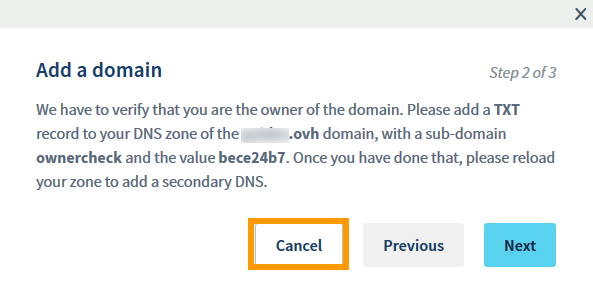 Add a domain
Step 2 of 3
We have to verify that you are the owner of the domain. Please add a TXT
record to your DNS zone of the .ovh domain, with a sub-domain
ownercheck and the value bece24b7. Once you have done that, please reload
your zone to add a secondary DNS.
Cancel
Previous
Next